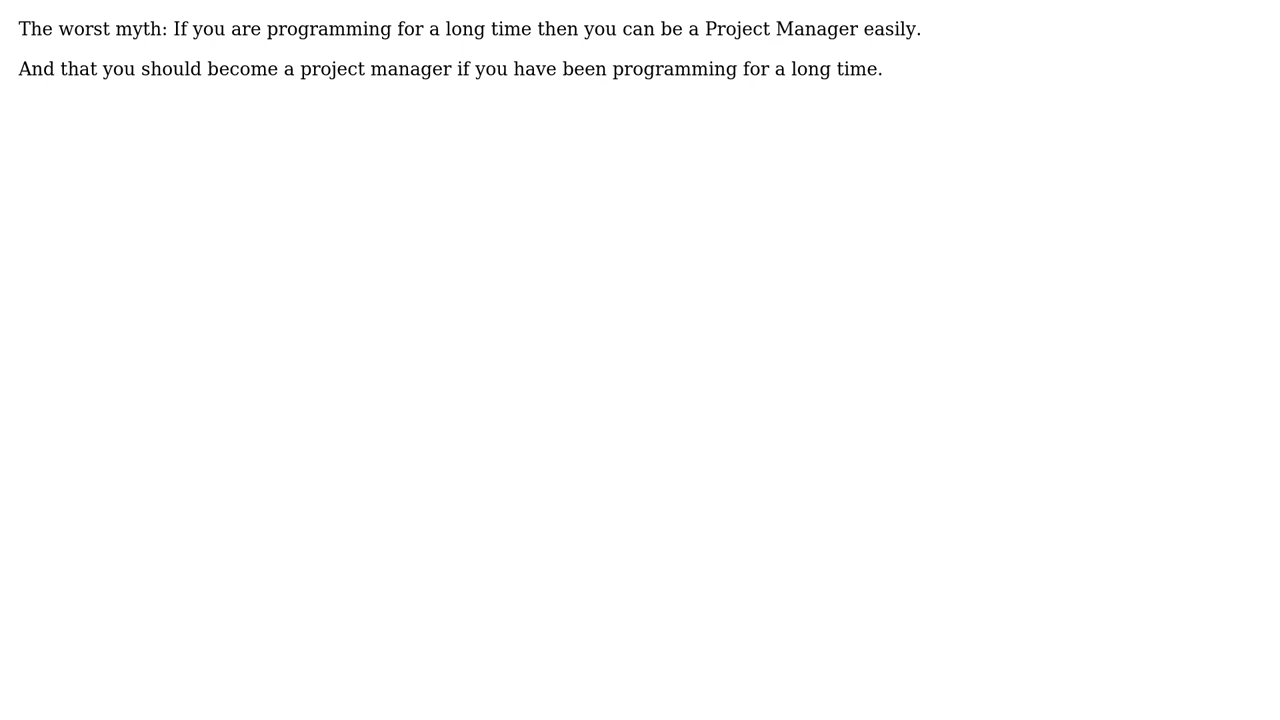 The worst myth: If you are programming for a long time then you can be a Project Manager easily.
And that you should become a project manager if you have been programming for a long time.